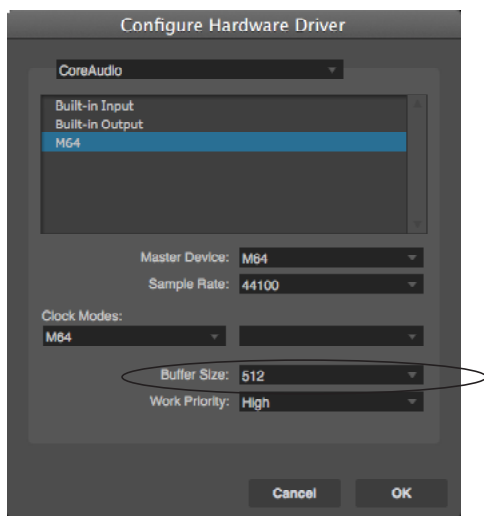 Configure Hardware Driver
CoreAudio
Built-in Input
Built-in Output
M64
Master Device: M64
Sample Rate: 44100
Clock Modes:
M64
Buffer Size: 512
Work Priority: High
Cancel OK